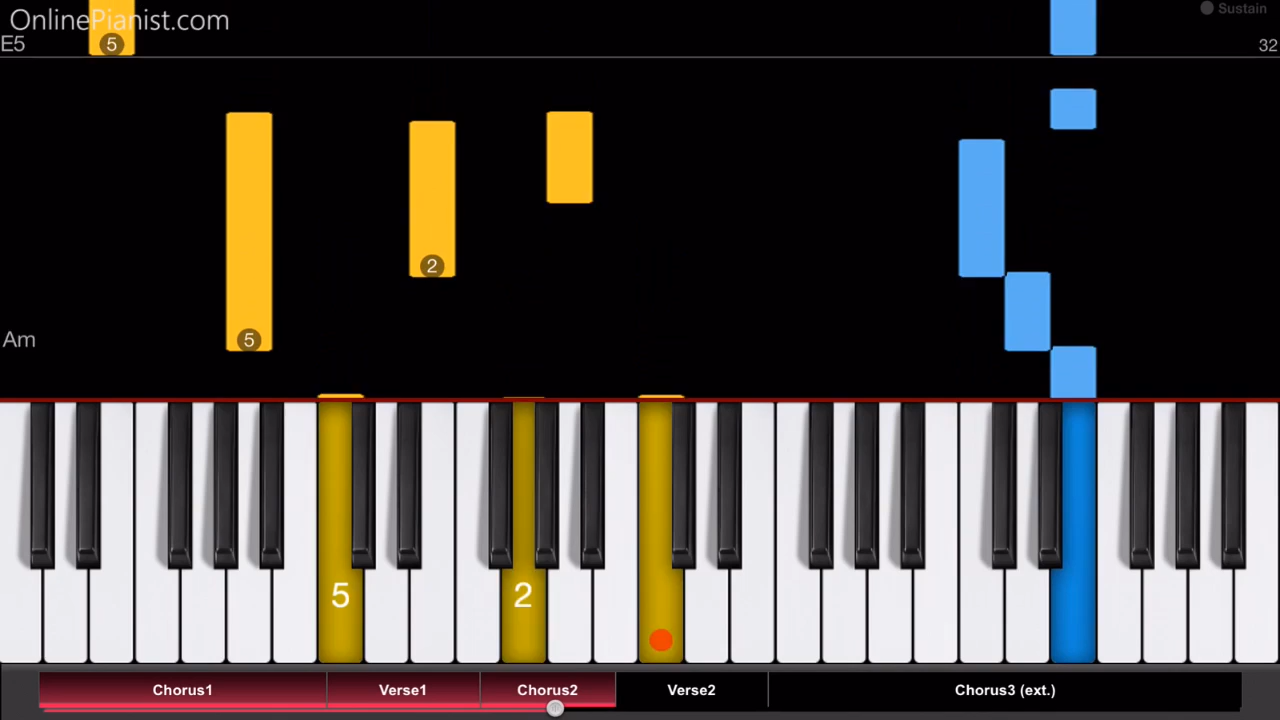 OnlinePianist.com
Sustain
E5
5
32
2
5
Am
5
2
Chorus1
Verse1
Chorus2
Verse2
Chorus3 (ext.)